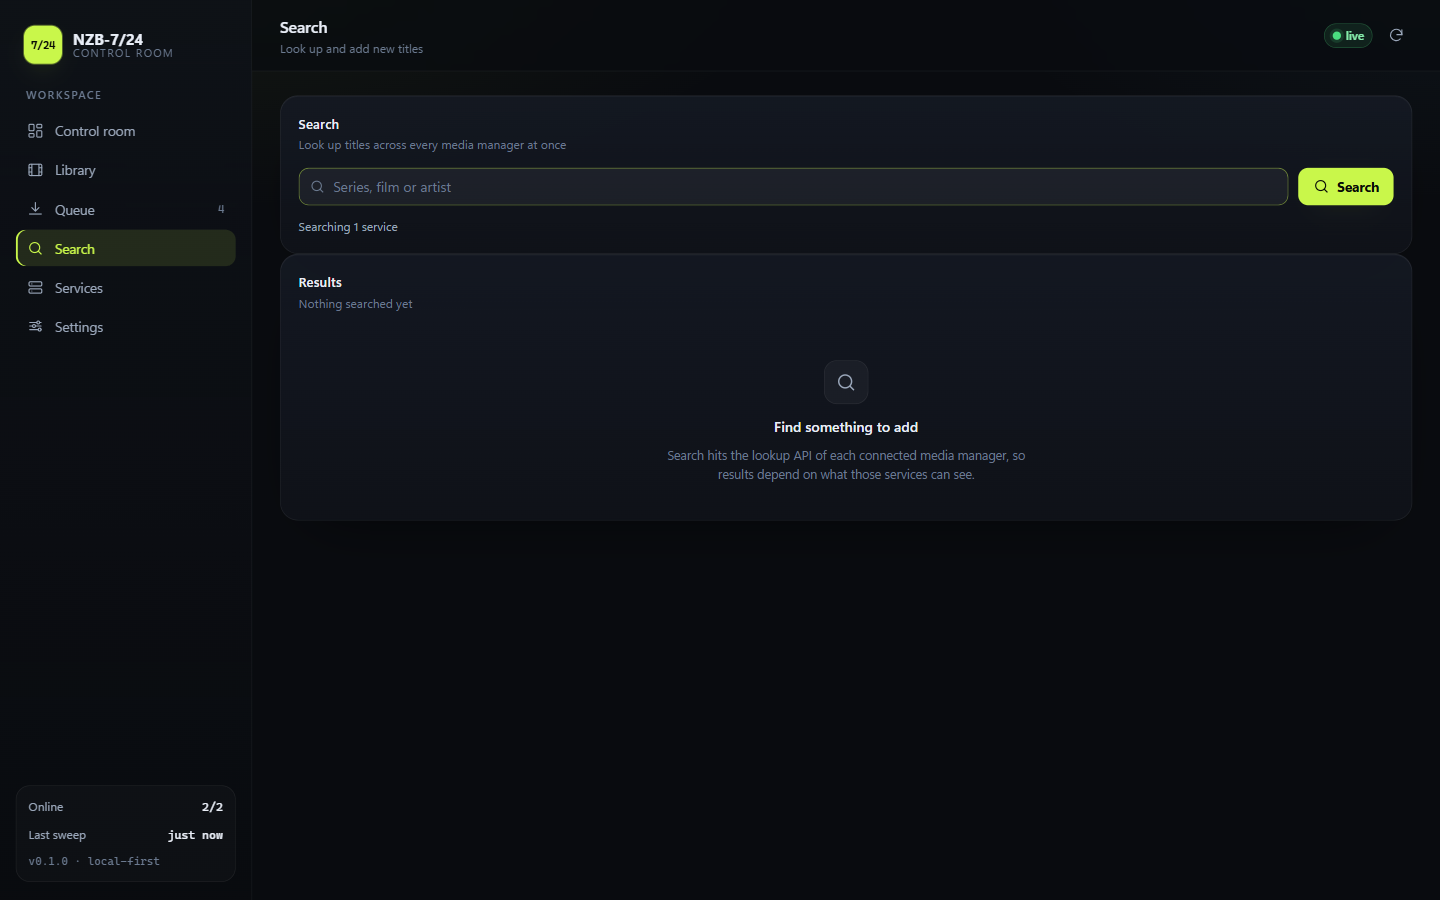 7/24
NZB-7/24
CONTROL ROOM
WORKSPACE
Control room
Library
Queue 4
Search
Services
Settings
Online 2/2
Last sweep just now
v0.1.0 · local-first
Search
Look up and add new titles
live
Search
Look up titles across every media manager at once
Series, film or artist
Search
Searching 1 service
Results
Nothing searched yet
Find something to add
Search hits the lookup API of each connected media manager, so
results depend on what those services can see.